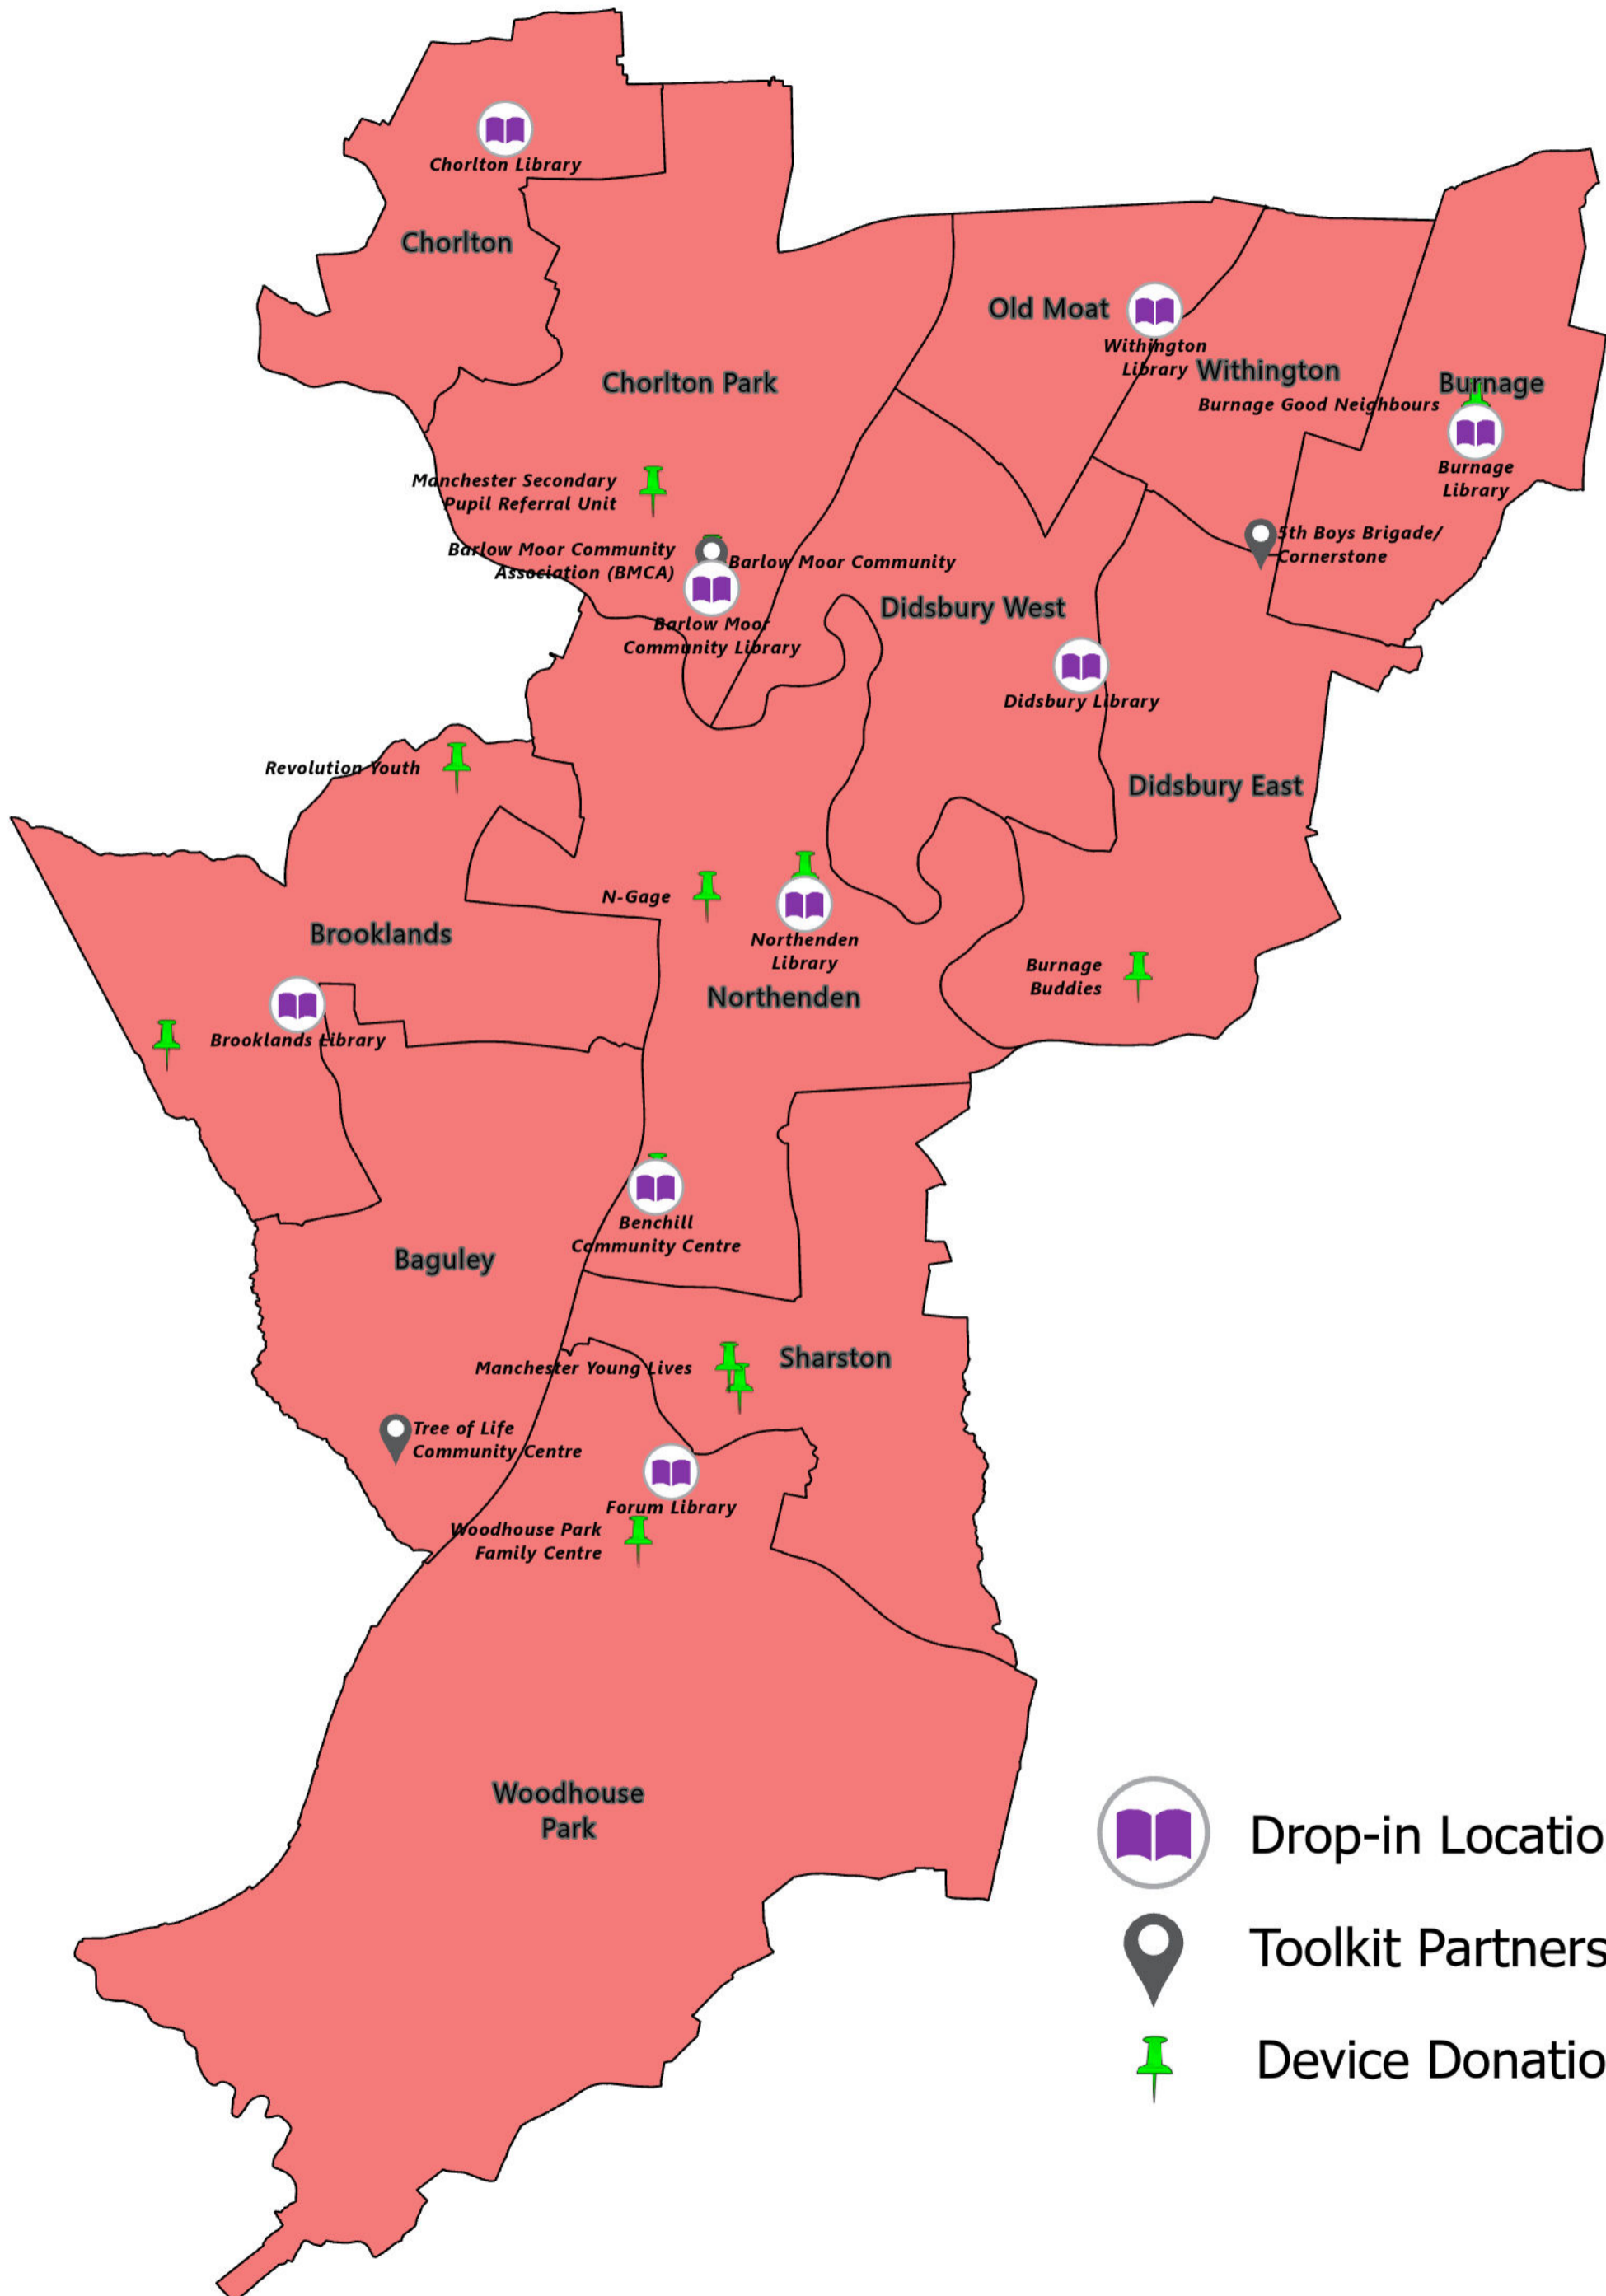 Chorlton Library
Chorlton
Old Moat
Withington
Library
Withington
Chorlton Park
Burnage
Burnage Good Neighbours
Burnage
Library
Manchester Secondary
Pupil Referral Unit
5th Boys Brigade/
Cornerstone
Barlow Moor Community
Association (BMCA)
Barlow Moor Community
Barlow Moor
Community Library
Didsbury West
Didsbury Library
Revolution Youth
Didsbury East
N-Gage
Brooklands
Northenden
Library
Burnage
Buddies
Northenden
Brooklands Library
Benchill
Community Centre
Baguley
Manchester Young Lives
Sharston
Tree of Life
Community Centre
Forum Library
Woodhouse Park
Family Centre
Woodhouse
Park
Drop-in Locatio
Toolkit Partners
Device Donatio